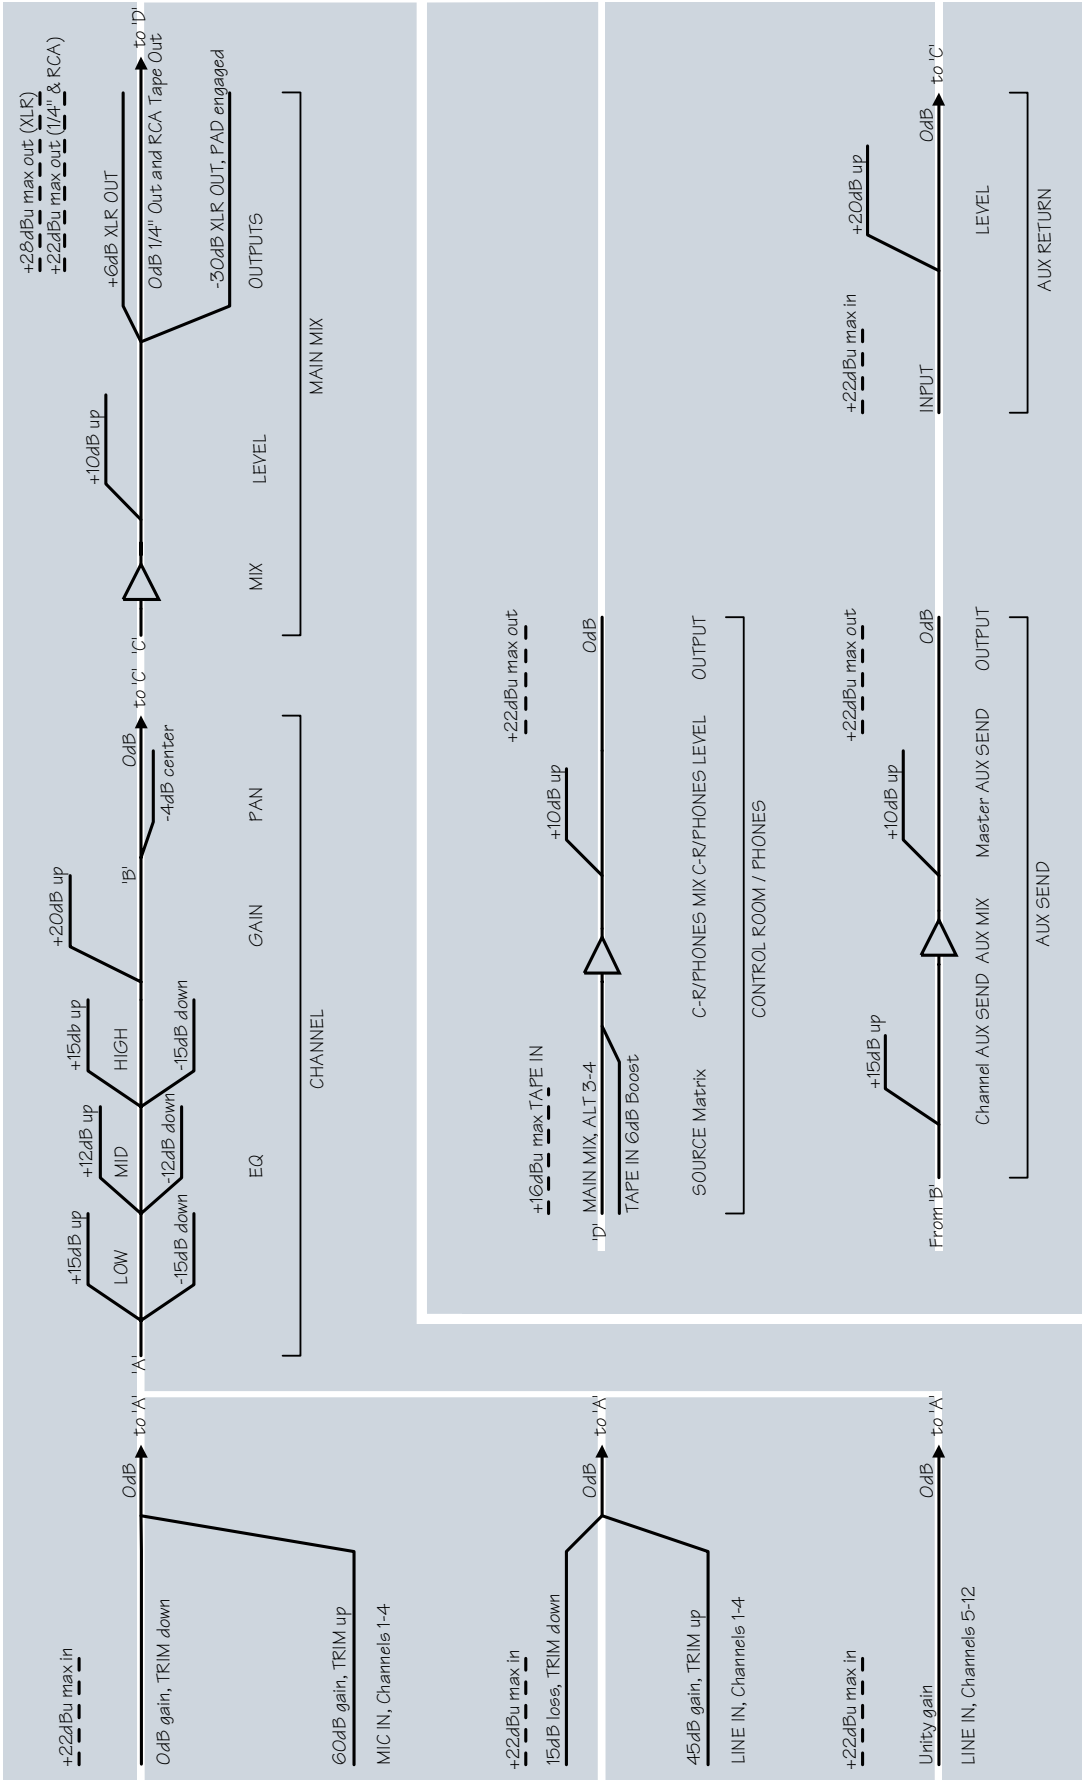 +22dBu max in
0dB gain, TRIM down
60dB gain, TRIM up
MIC IN, Channels 1-4
0dB
to 'A'
'A'
+15dB up
LOW
-15dB down
+12dB up
MID
-12dB down
+15db up
HIGH
-15dB down
EQ
+20dB up
GAIN
'B'
-4dB center
PAN
0dB
to 'C'
CHANNEL
'C'
MIX
+10dB up
LEVEL
+28dBu max out (XLR)
+22dBu max out (1/4" & RCA)
+6dB XLR OUT
0dB 1/4" Out and RCA Tape Out
-30dB XLR OUT, PAD engaged
OUTPUTS
to 'D'
MAIN MIX
+22dBu max in
15dB loss, TRIM down
45dB gain, TRIM up
LINE IN, Channels 1-4
0dB
to 'A'
'D'
+16dBu max TAPE IN
MAIN MIX, ALT 3-4
TAPE IN 6dB Boost
SOURCE Matrix
C-R/PHONES MIX
+10dB up
C-R/PHONES LEVEL
+22dBu max out
0dB
OUTPUT
CONTROL ROOM / PHONES
+22dBu max in
Unity gain
LINE IN, Channels 5-12
0dB
to 'A'
From 'B'
+15dB up
Channel AUX SEND
AUX MIX
+10dB up
Master AUX SEND
+22dBu max out
0dB
OUTPUT
AUX SEND
+22dBu max in
INPUT
+20dB up
LEVEL
0dB
to 'C'
AUX RETURN